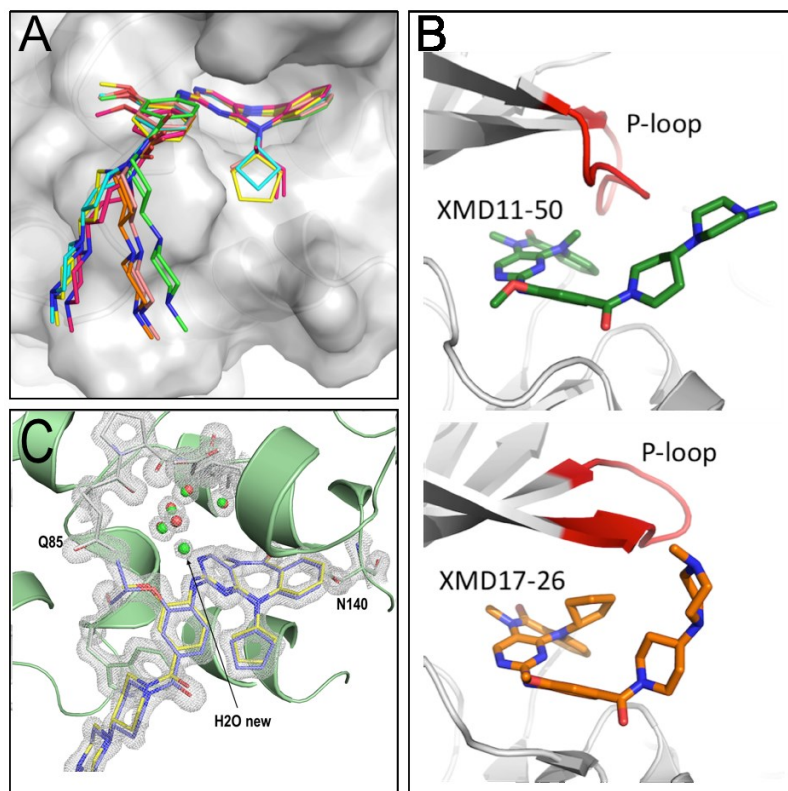 A
B
P-loop
XMD11-50
C
Q85
N140
H2O new
P-loop
XMD17-26